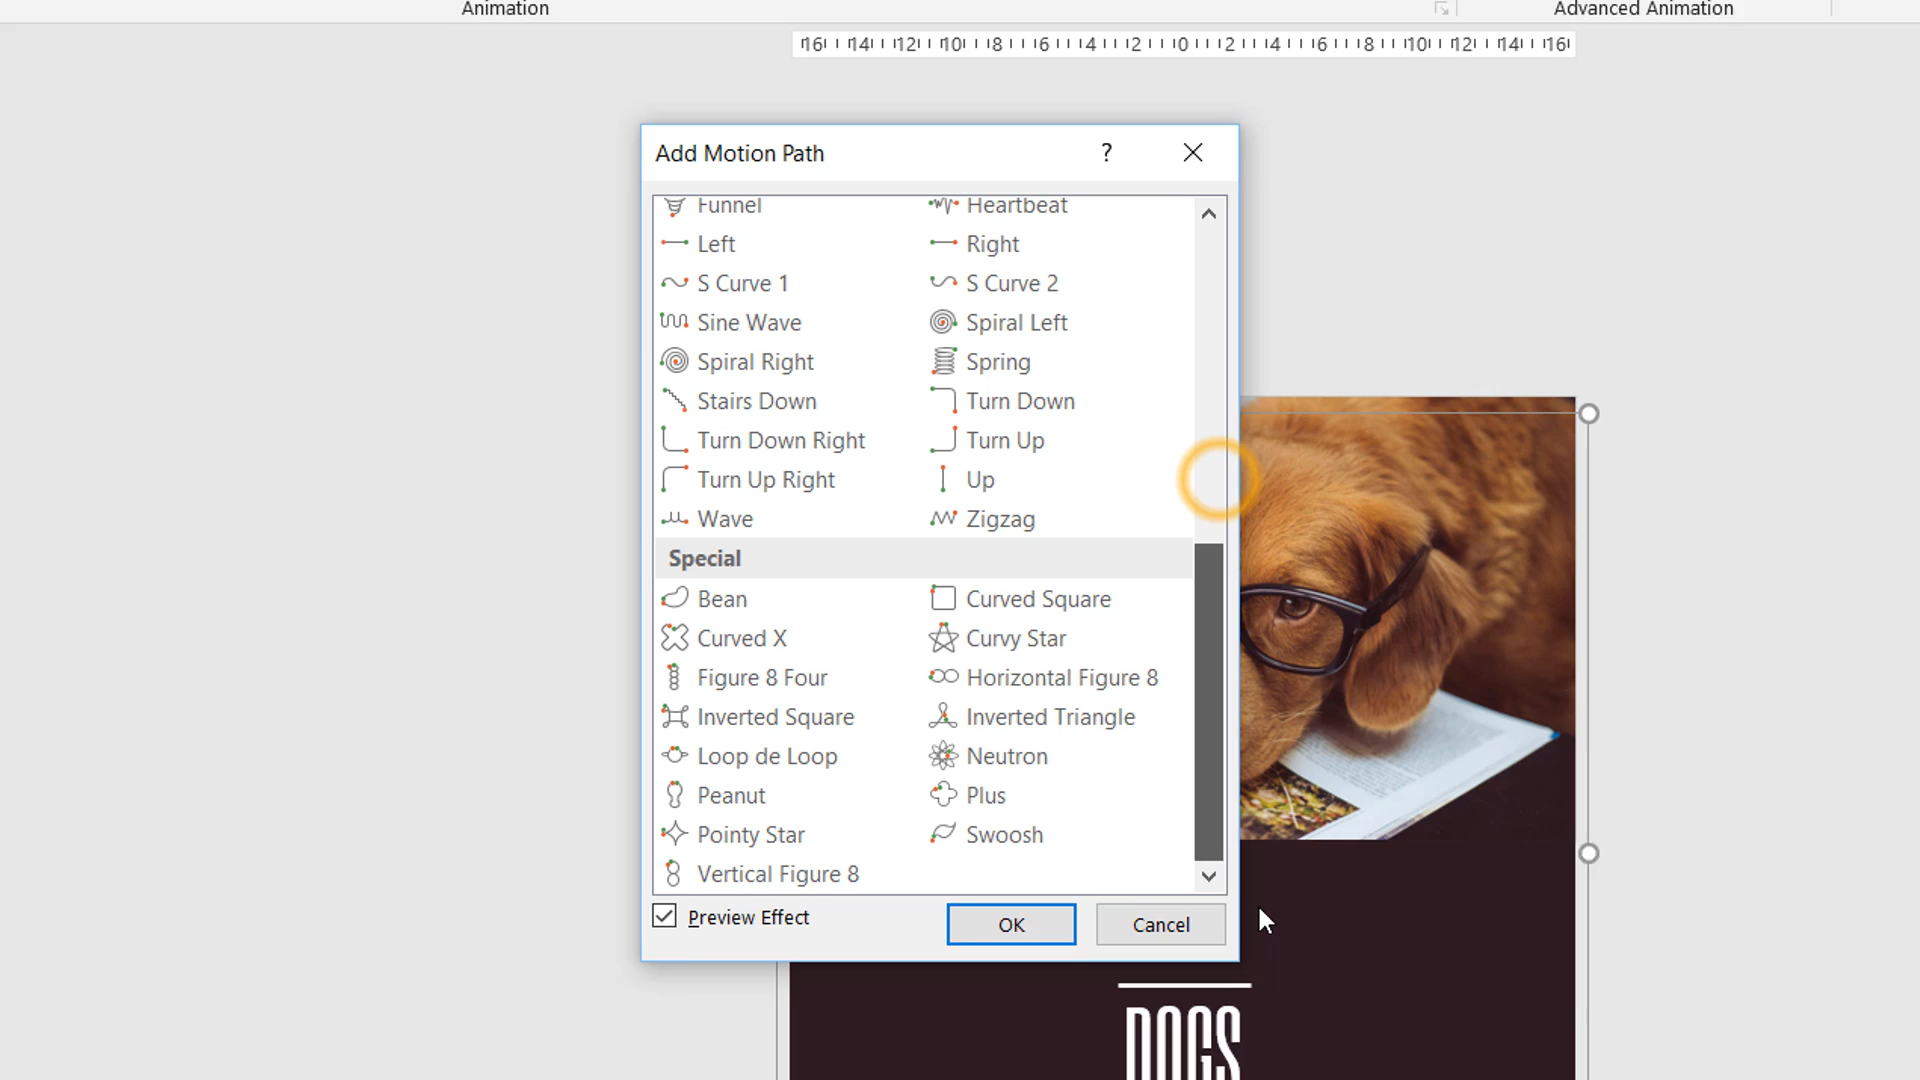 Animation Advanced Animation
16 14 12 10 8 6 4 2 0 2 4 6 8 10 12 14 16
Add Motion Path ?
Funnel Heartbeat
Left Right
S Curve 1 S Curve 2
Sine Wave Spiral Left
Spiral Right Spring
Stairs Down Turn Down
Turn Down Right Turn Up
Turn Up Right Up
Wave Zigzag
Special
Bean Curved Square
Curved X Curvy Star
Figure 8 Four Horizontal Figure 8
Inverted Square Inverted Triangle
Loop de Loop Neutron
Peanut Plus
Pointy Star Swoosh
Vertical Figure 8
Preview Effect OK Cancel
DOGS